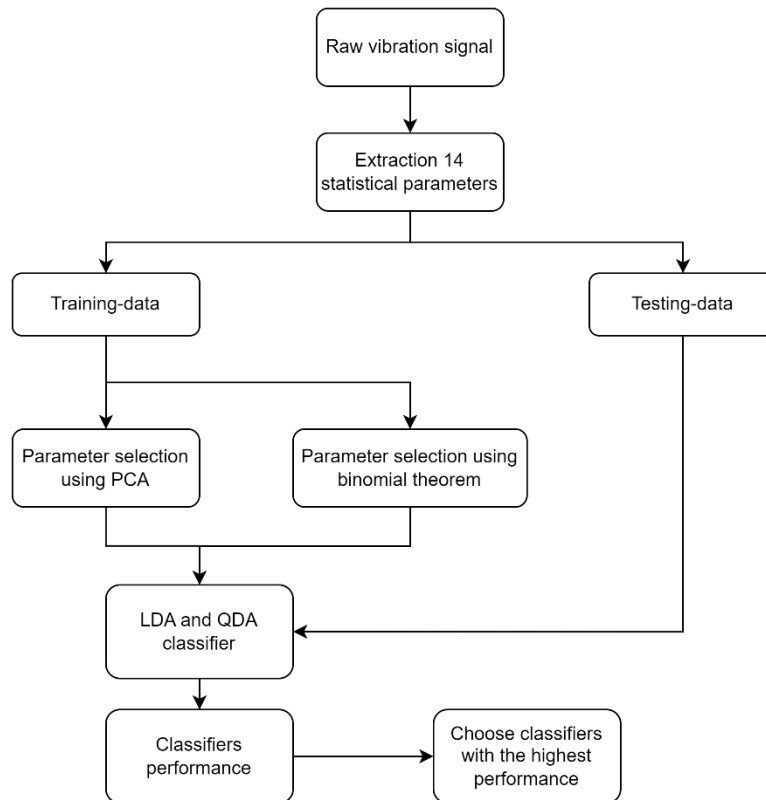 Raw vibration signal
Extraction 14
statistical parameters
Training-data
Testing-data
Parameter selection
using PCA
Parameter selection using
binomial theorem
LDA and QDA
classifier
Classifiers
performance
Choose classifiers
with the highest
performance